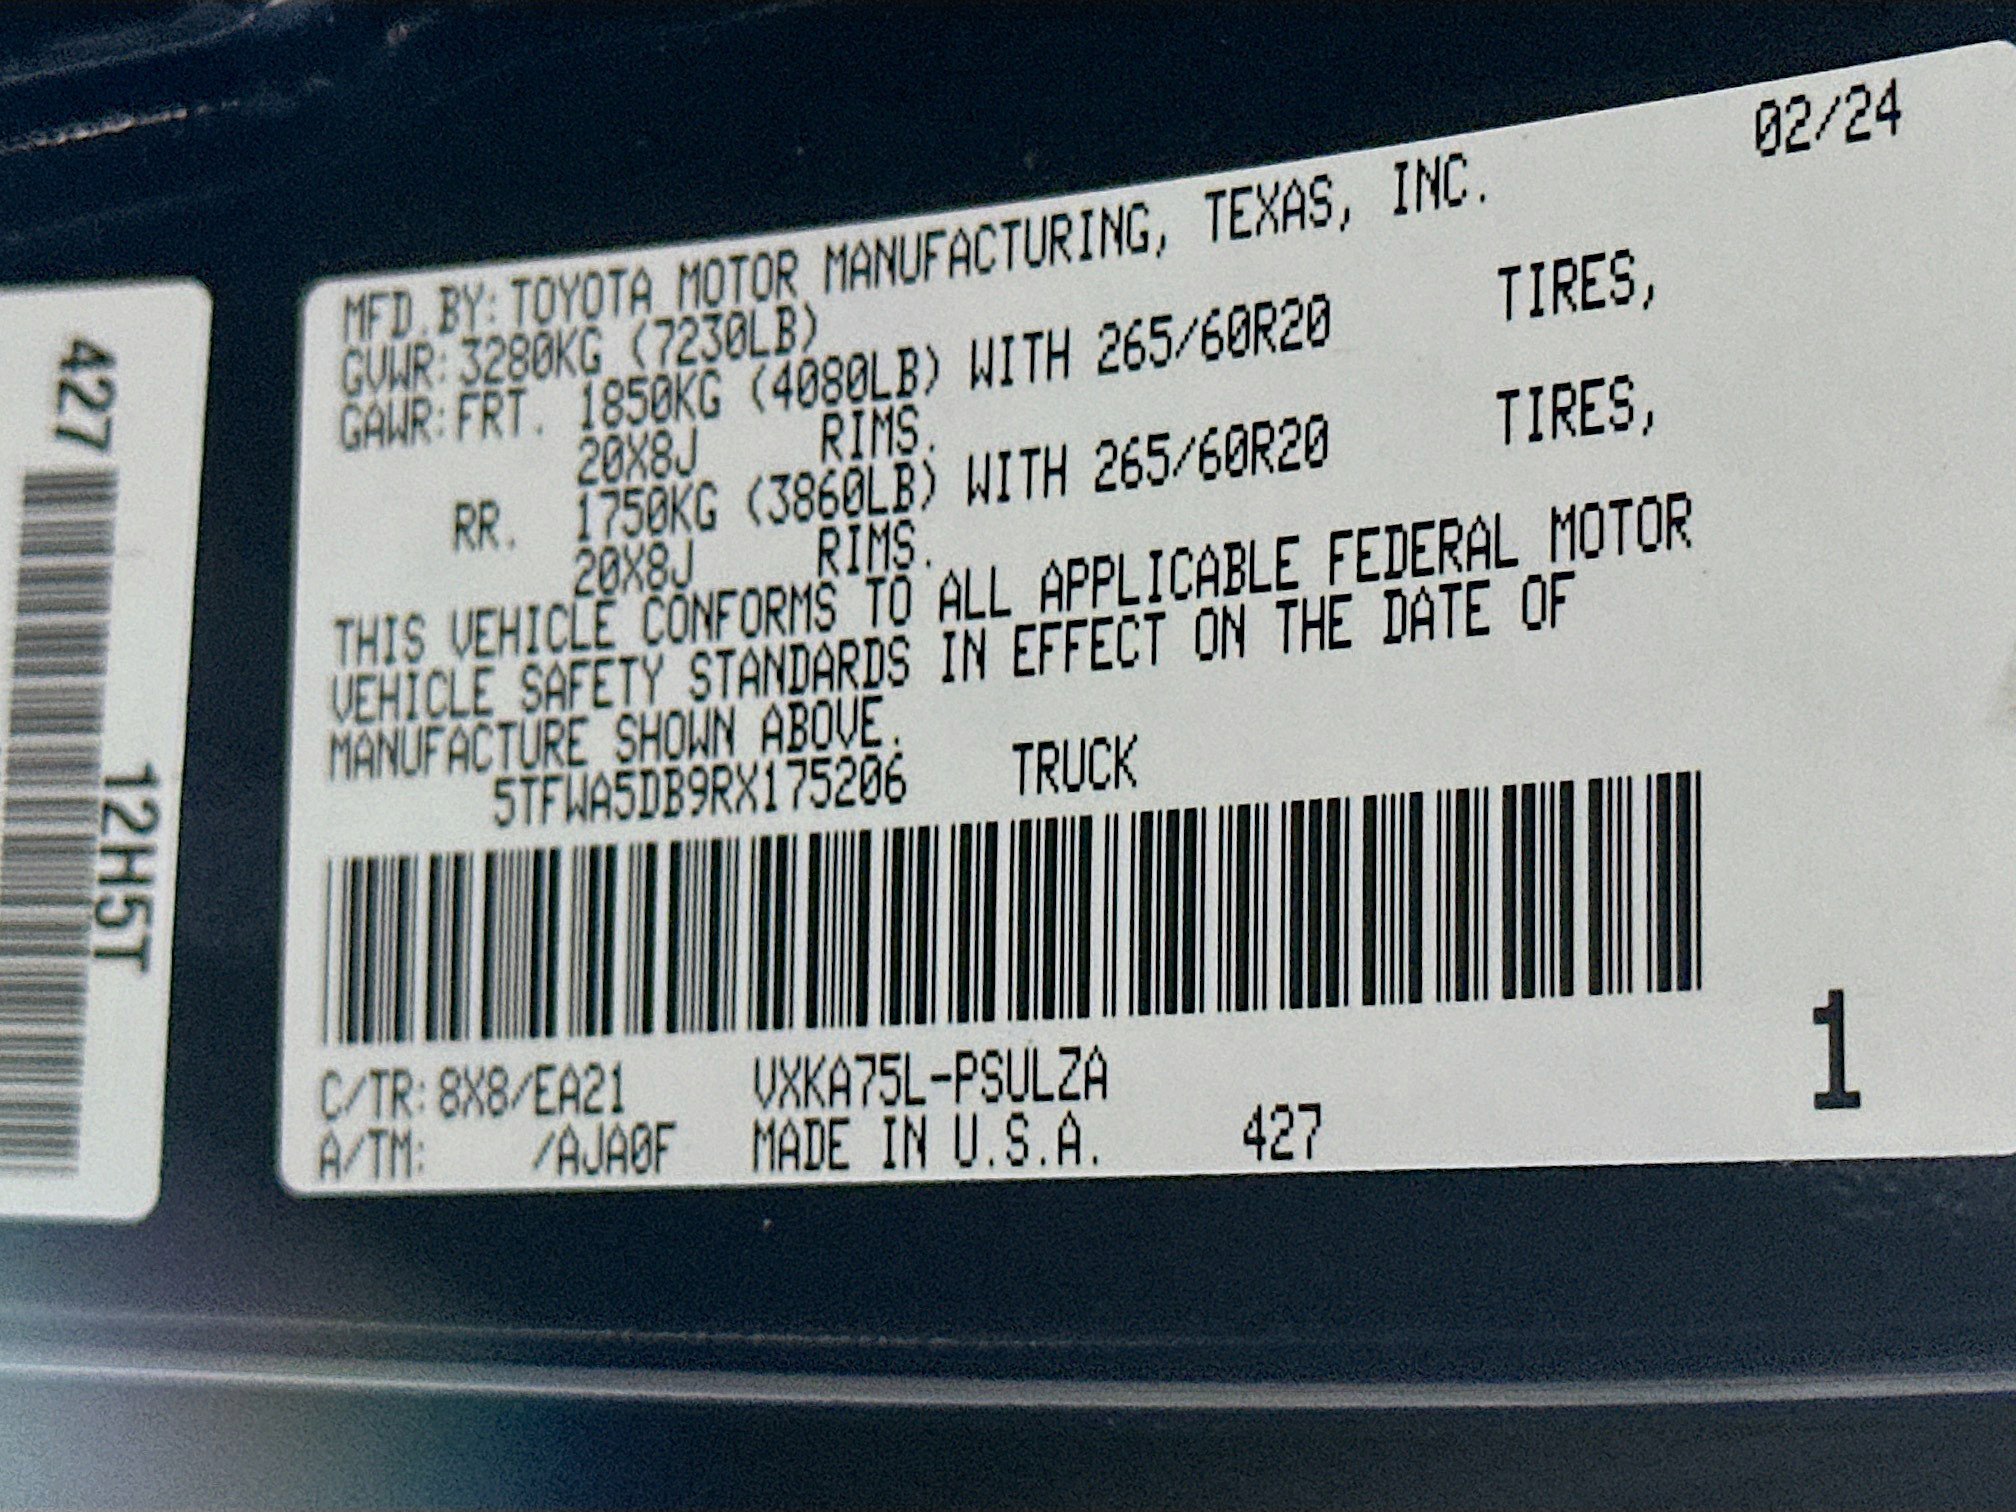 02/24
MFD.BY:TOYOTA MOTOR MANUFACTURING, TEXAS, INC.
GVWR:3280KG (7230LB)
GAWR:FRT. 1850KG (4080LB) WITH 265/60R20 TIRES,
20X8J RIMS.
RR. 1750KG (3860LB) WITH 265/60R20 TIRES,
20X8J RIMS.
THIS VEHICLE CONFORMS TO ALL APPLICABLE FEDERAL MOTOR
VEHICLE SAFETY STANDARDS IN EFFECT ON THE DATE OF
MANUFACTURE SHOWN ABOVE.
5TFWA5DB9RX175206 TRUCK
C/TR:8X8/EA21 VXKA75L-PSULZA
A/TM: /AJA0F MADE IN U.S.A. 427
1
427
12H5T